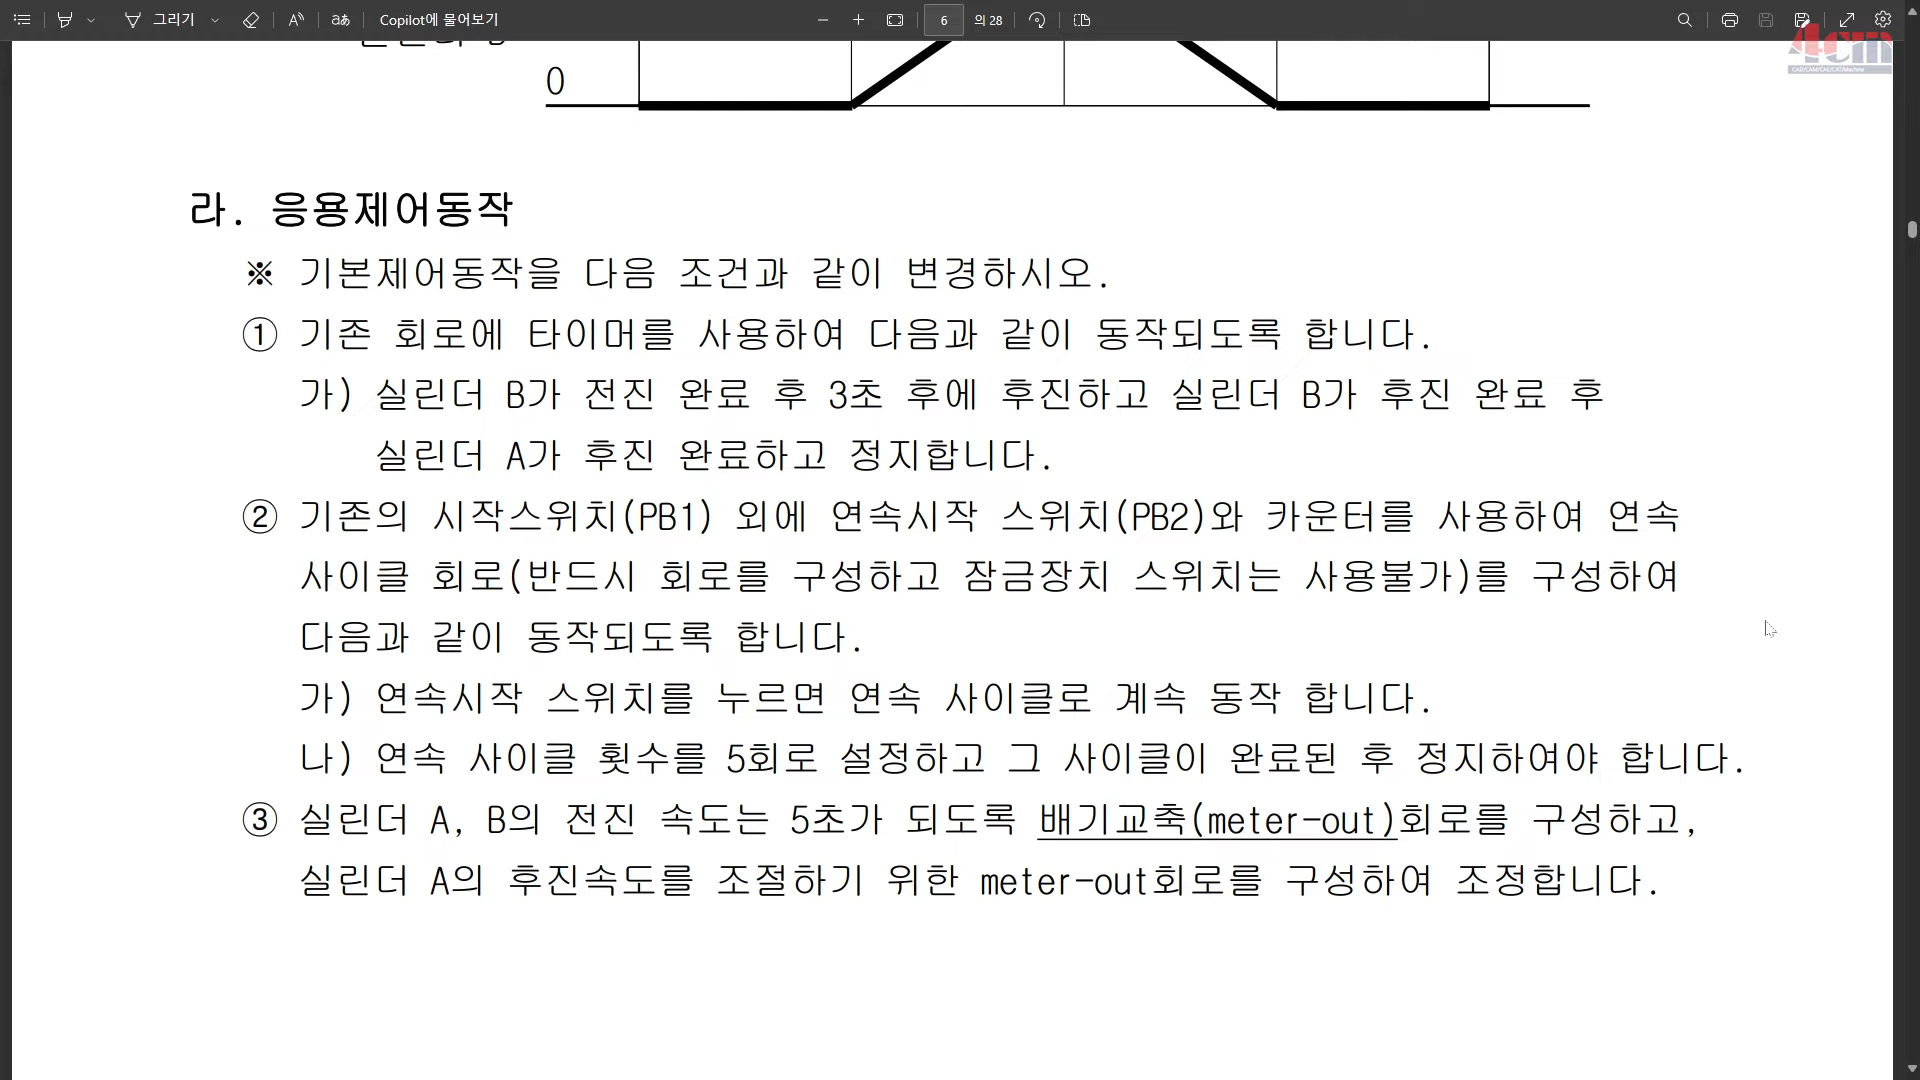 그리기
Copilot에 물어보기
6 의 28
4cm
0
라. 응용제어동작
※ 기본제어동작을 다음 조건과 같이 변경하시오.
① 기존 회로에 타이머를 사용하여 다음과 같이 동작되도록 합니다.
가) 실린더 B가 전진 완료 후 3초 후에 후진하고 실린더 B가 후진 완료 후
실린더 A가 후진 완료하고 정지합니다.
② 기존의 시작스위치(PB1) 외에 연속시작 스위치(PB2)와 카운터를 사용하여 연속
사이클 회로(반드시 회로를 구성하고 잠금장치 스위치는 사용불가)를 구성하여
다음과 같이 동작되도록 합니다.
가) 연속시작 스위치를 누르면 연속 사이클로 계속 동작 합니다.
나) 연속 사이클 횟수를 5회로 설정하고 그 사이클이 완료된 후 정지하여야 합니다.
③ 실린더 A, B의 전진 속도는 5초가 되도록 배기교축(meter-out)회로를 구성하고,
실린더 A의 후진속도를 조절하기 위한 meter-out회로를 구성하여 조정합니다.